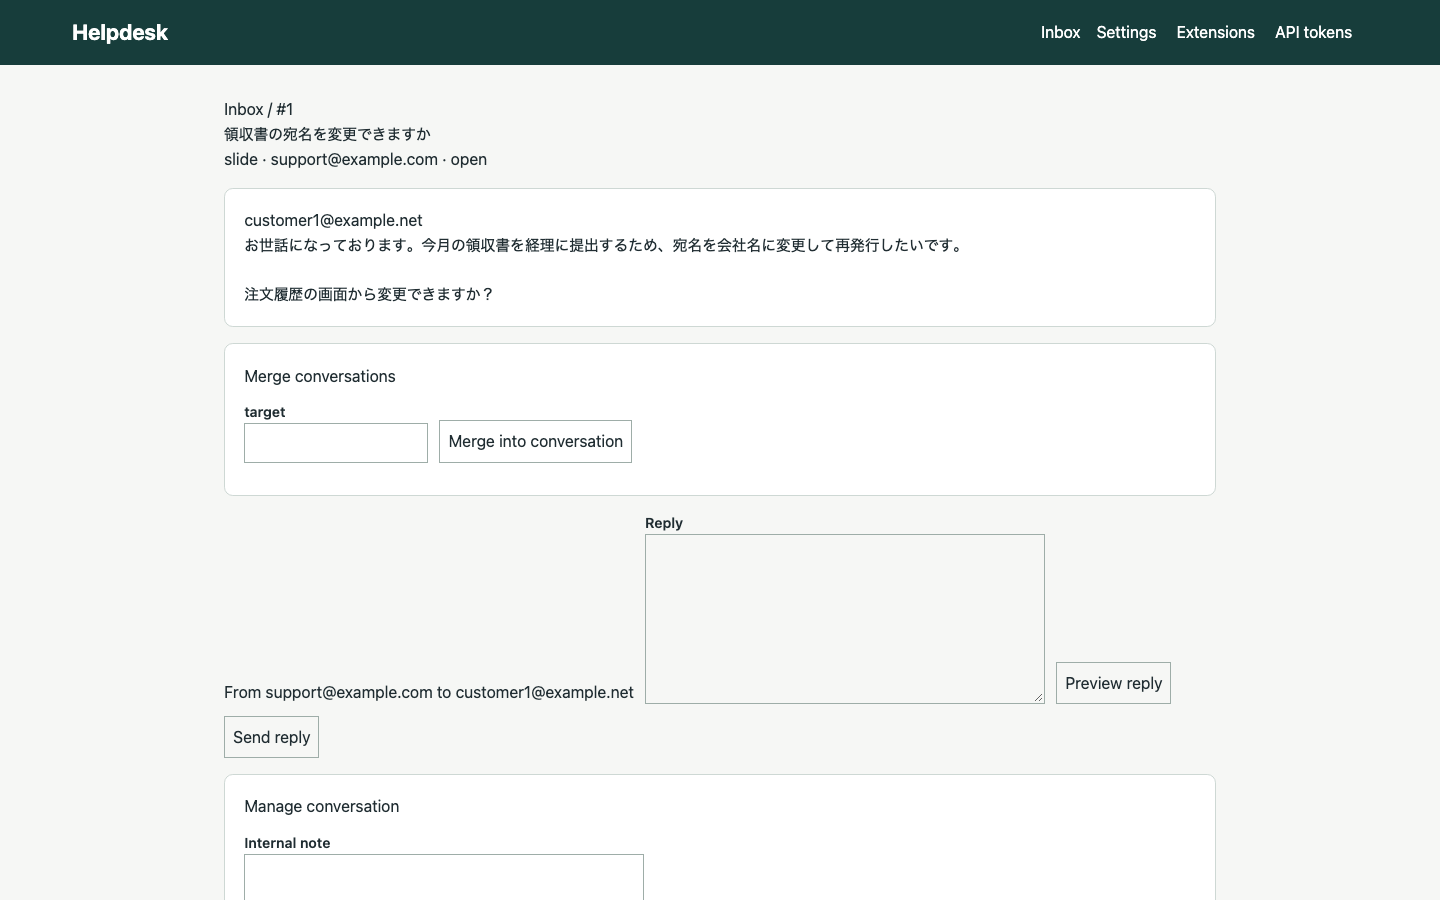 Helpdesk
Inbox Settings Extensions API tokens
Inbox / #1
領収書の宛名を変更できますか
slide · support@example.com · open
customer1@example.net
お世話になっております。今月の領収書を経理に提出するため、宛名を会社名に変更して再発行したいです。
注文履歴の画面から変更できますか？
Merge conversations
target
Merge into conversation
Reply
From support@example.com to customer1@example.net
Preview reply
Send reply
Manage conversation
Internal note